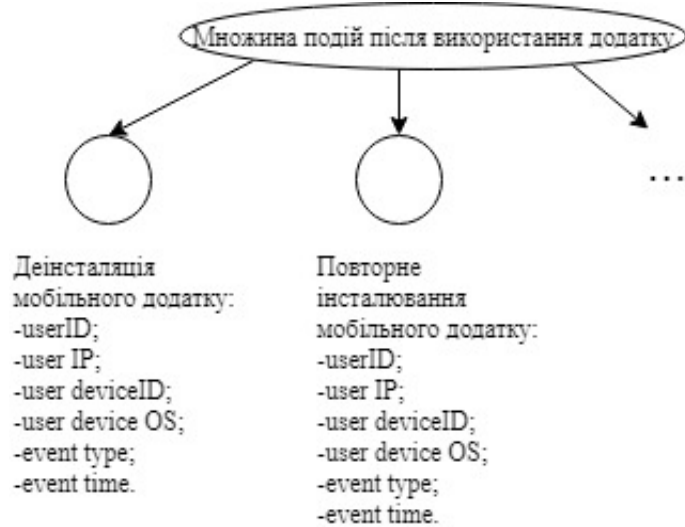 Множина подій після використання додатку
...
Деінсталяція
мобільного додатку:
-userID;
-user IP;
-user deviceID;
-user device OS;
-event type;
-event time.
Повторне
інсталювання
мобільного додатку:
-userID;
-user IP;
-user deviceID;
-user device OS;
-event type;
-event time.